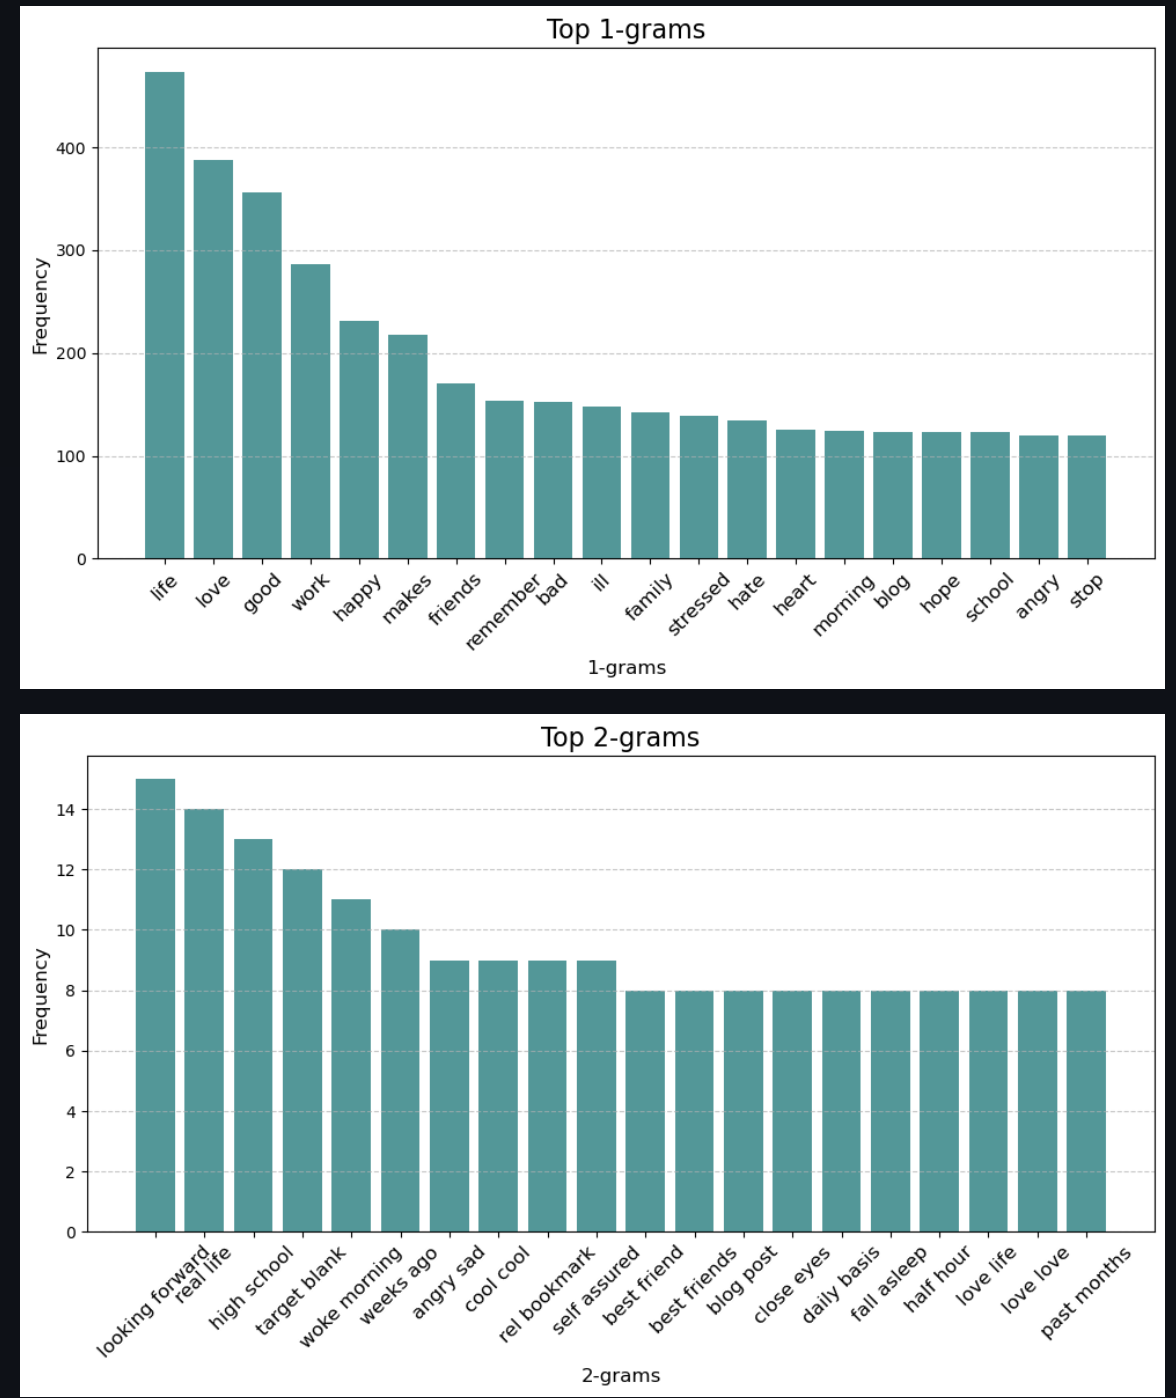 Top 1-grams
Frequency
400
300
200
100
0
life
love
good
work
happy
makes
friends
remember
bad
ill
family
stressed
hate
heart
morning
blog
hope
school
angry
stop
1-grams
Top 2-grams
Frequency
14
12
10
8
6
4
2
0
looking forward
real life
high school
target blank
woke morning
weeks ago
angry sad
cool cool
rel bookmark
self assured
best friend
best friends
blog post
close eyes
daily basis
fall asleep
half hour
love life
love love
past months
2-grams